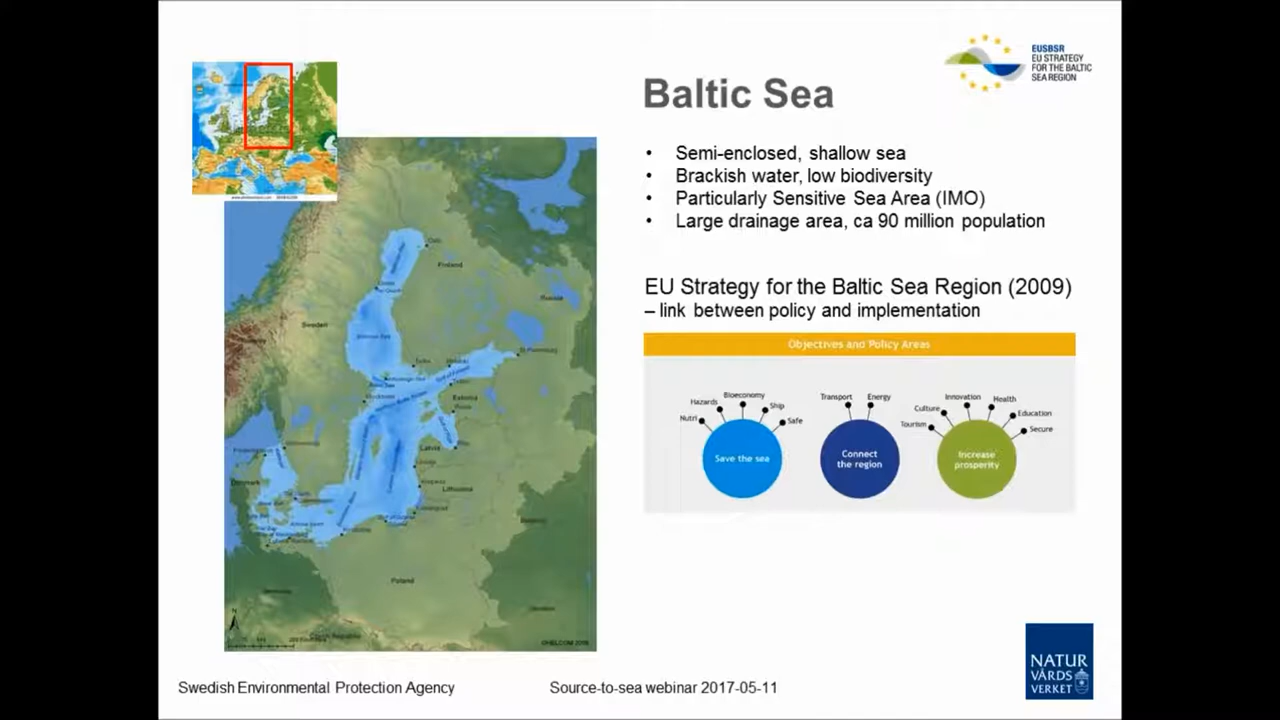 EUSBSR
EU STRATEGY
FOR THE BALTIC
SEA REGION
Baltic Sea
• Semi-enclosed, shallow sea
• Brackish water, low biodiversity
• Particularly Sensitive Sea Area (IMO)
• Large drainage area, ca 90 million population
EU Strategy for the Baltic Sea Region (2009)
– link between policy and implementation
Objectives and Policy Areas
Nutri
Hazards
Bioeconomy
Ship
Safe
Save the sea
Transport
Energy
Connect
the region
Tourism
Culture
Innovation
Health
Education
Secure
Increase
prosperity
Finland
Russia
Sweden
Estonia
Latvia
Lithuania
Denmark
Poland
Czech Republic
N
©HELCOM
NATUR
VÅRDS
VERKET
Swedish Environmental Protection Agency
Source-to-sea webinar 2017-05-11